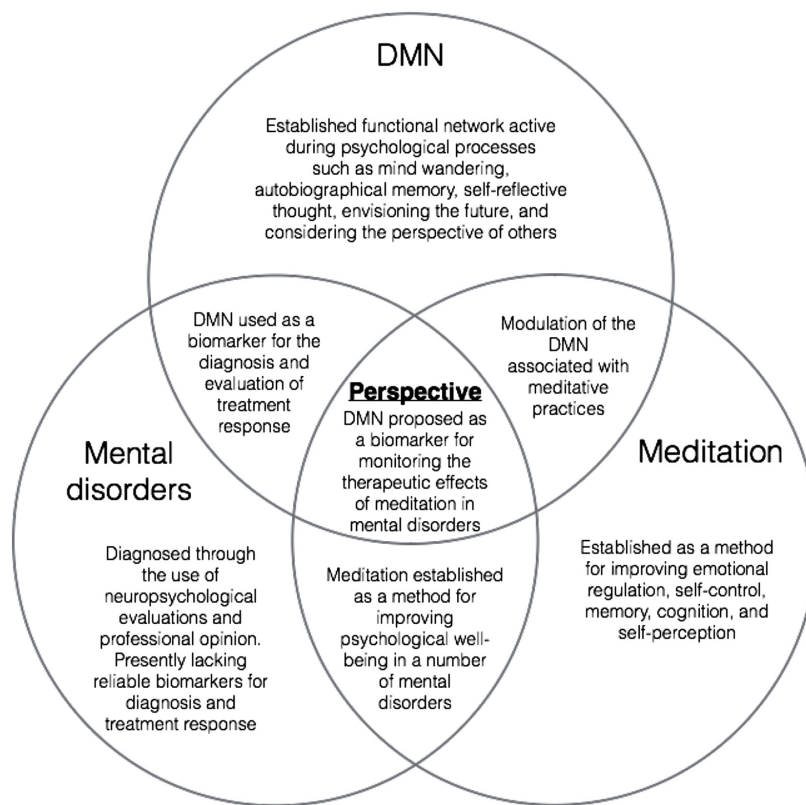 DMN
Established functional network active
during psychological processes
such as mind wandering,
autobiographical memory, self-reflective
thought, envisioning the future, and
considering the perspective of others
DMN used as a
biomarker for the
diagnosis and
evaluation of
treatment
response
Modulation of the
DMN
associated with
meditative
practices
Perspective
DMN proposed as
a biomarker for
monitoring the
therapeutic effects
of meditation in
mental disorders
Mental
disorders
Meditation
Diagnosed through
the use of
neuropsychological
evaluations and
professional opinion.
Presently lacking
reliable biomarkers for
diagnosis and
treatment response
Meditation established
as a method for
improving
psychological well-
being in a number
of mental
disorders
Established as a method
for improving emotional
regulation, self-control,
memory, cognition, and
self-perception